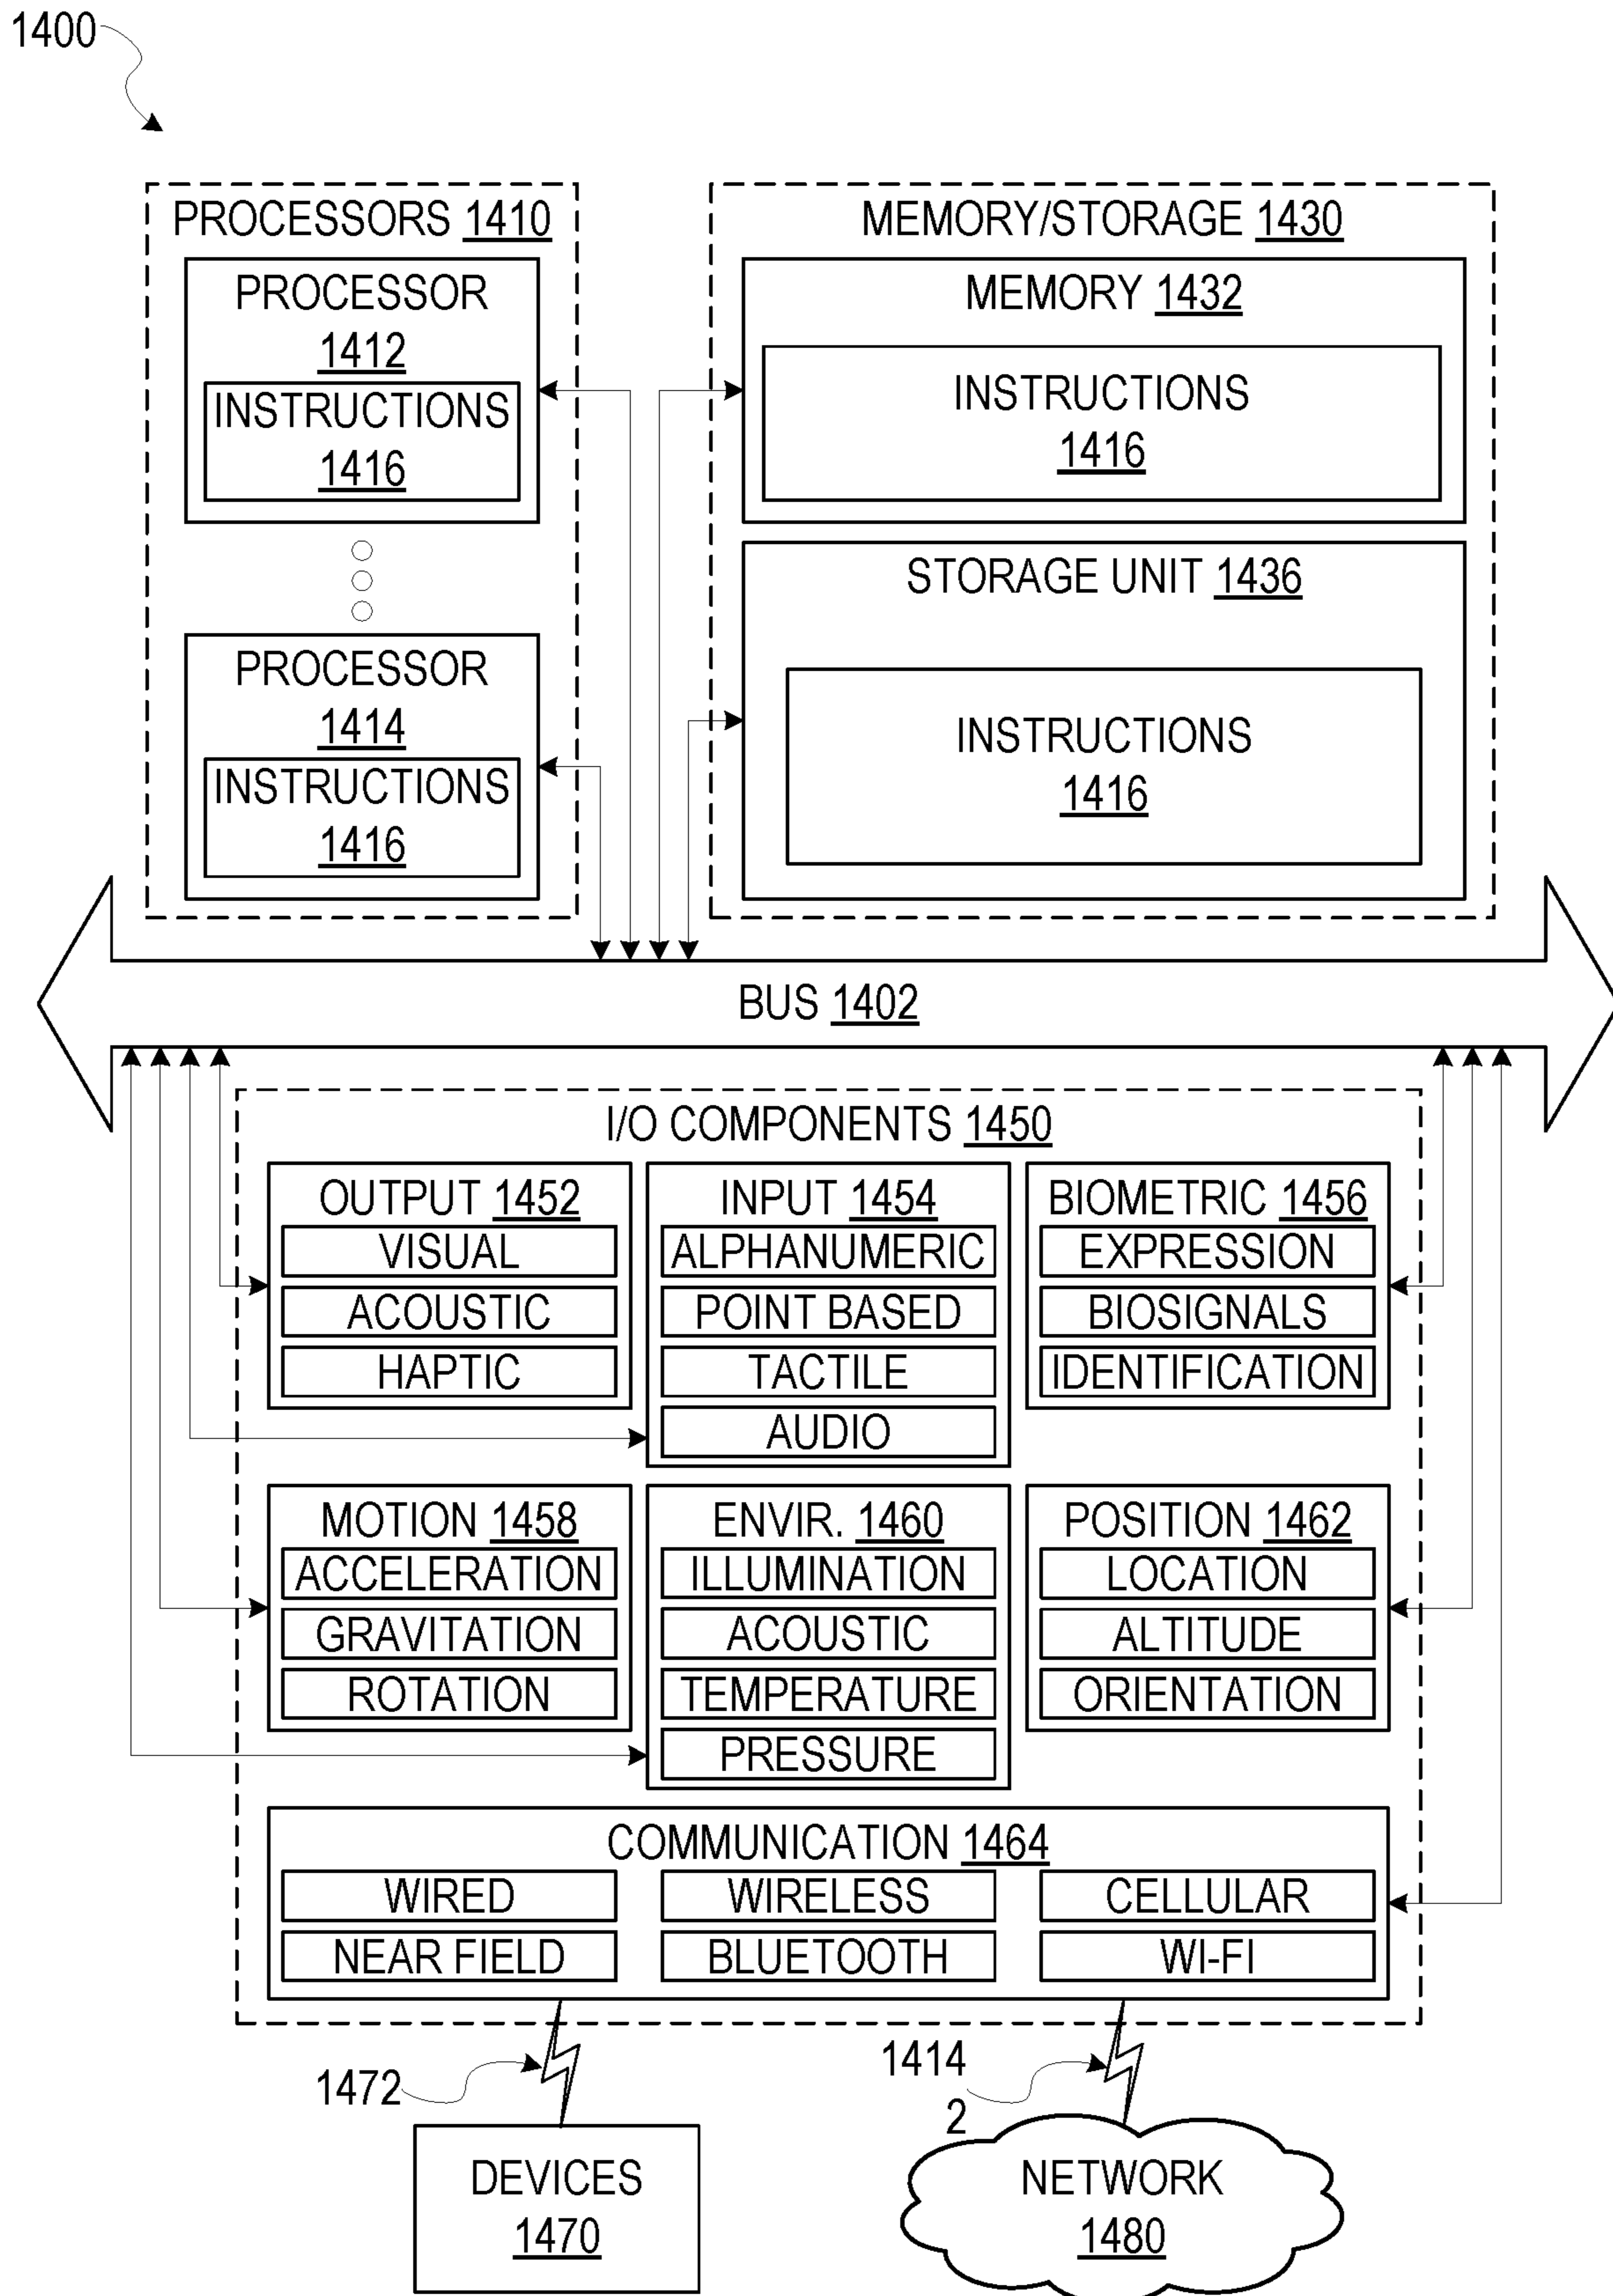 1400
PROCESSORS 1410
PROCESSOR
1412
INSTRUCTIONS
1416
PROCESSOR
1414
INSTRUCTIONS
1416
MEMORY/STORAGE 1430
MEMORY 1432
INSTRUCTIONS
1416
STORAGE UNIT 1436
INSTRUCTIONS
1416
BUS 1402
I/O COMPONENTS 1450
OUTPUT 1452
VISUAL
ACOUSTIC
HAPTIC
INPUT 1454
ALPHANUMERIC
POINT BASED
TACTILE
AUDIO
BIOMETRIC 1456
EXPRESSION
BIOSIGNALS
IDENTIFICATION
MOTION 1458
ACCELERATION
GRAVITATION
ROTATION
ENVIR. 1460
ILLUMINATION
ACOUSTIC
TEMPERATURE
PRESSURE
POSITION 1462
LOCATION
ALTITUDE
ORIENTATION
COMMUNICATION 1464
WIRED
WIRELESS
CELLULAR
NEAR FIELD
BLUETOOTH
WI-FI
1472
1414
2
DEVICES
1470
NETWORK
1480